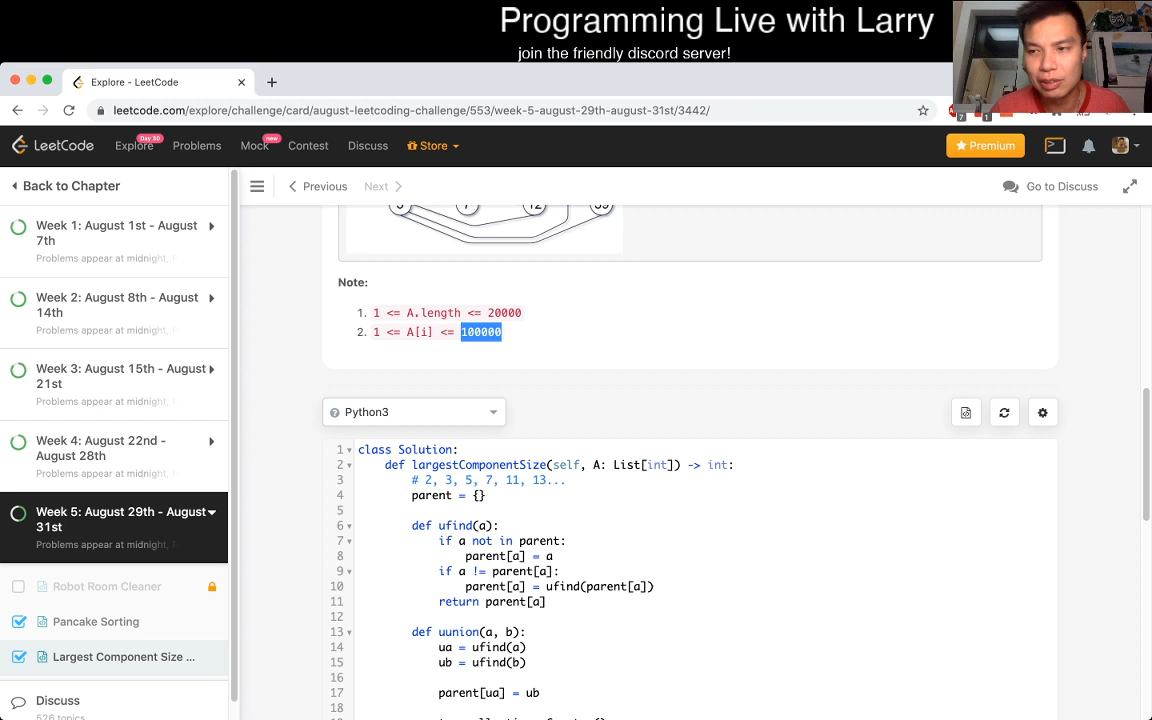 Programming Live with Larry
join the friendly discord server!
Explore - LeetCode
leetcode.com/explore/challenge/card/august-leetcoding-challenge/553/week-5-august-29th-august-31st/3442/
7
1
LeetCode
Explore
Day 30
Problems
Mock
new
Contest
Discuss
Store
Premium
Back to Chapter
Previous
Next
Go to Discuss
Week 1: August 1st - August
7th
Problems appear at midnight,
Week 2: August 8th - August
14th
Problems appear at midnight,
Week 3: August 15th - August
21st
Problems appear at midnight,
Week 4: August 22nd -
August 28th
Problems appear at midnight,
Week 5: August 29th - August
31st
Problems appear at midnight,
Robot Room Cleaner
Pancake Sorting
Largest Component Size ...
Discuss
526 topics
Note:
1. 1 <= A.length <= 20000
2. 1 <= A[i] <= 100000
Python3
1 class Solution:
2 def largestComponentSize(self, A: List[int]) -> int:
3 # 2, 3, 5, 7, 11, 13...
4 parent = {}
5
6 def ufind(a):
7 if a not in parent:
8 parent[a] = a
9 if a != parent[a]:
10 parent[a] = ufind(parent[a])
11 return parent[a]
12
13 def uunion(a, b):
14 ua = ufind(a)
15 ub = ufind(b)
16
17 parent[ua] = ub
18